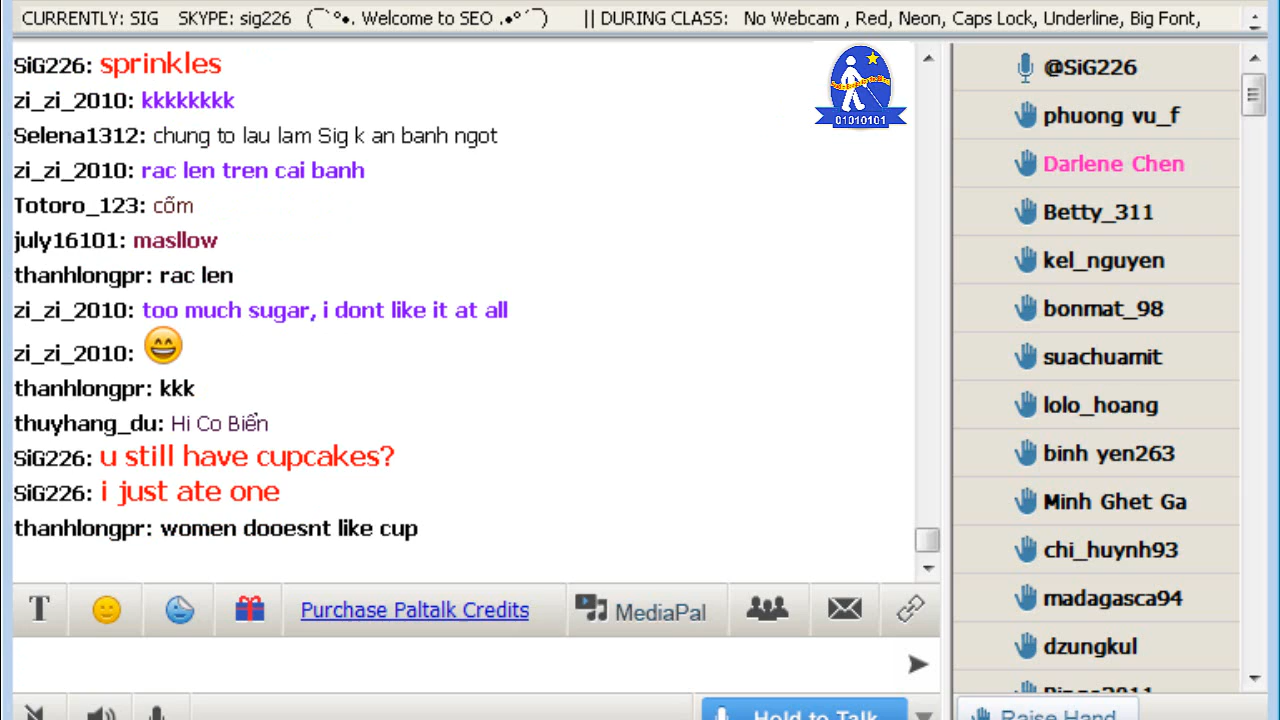 CURRENTLY: SIG SKYPE: sig226 (¯`°•. Welcome to SEO .•°´¯) || DURING CLASS: No Webcam , Red, Neon, Caps Lock, Underline, Big Font,
SiG226: sprinkles
zi_zi_2010: kkkkkkkk
Selena1312: chung to lau lam Sig k an banh ngot
zi_zi_2010: rac len tren cai banh
Totoro_123: cốm
july16101: masllow
thanhlongpr: rac len
zi_zi_2010: too much sugar, i dont like it at all
zi_zi_2010:
thanhlongpr: kkk
thuyhang_du: Hi Co Biển
SiG226: u still have cupcakes?
SiG226: i just ate one
thanhlongpr: women dooesnt like cup
01010101
@SiG226
phuong vu_f
Darlene Chen
Betty_311
kel_nguyen
bonmat_98
suachuamit
lolo_hoang
binh yen263
Minh Ghet Ga
chi_huynh93
madagasca94
dzungkul
T
Purchase Paltalk Credits
MediaPal
Hold to Talk
Raise Hand